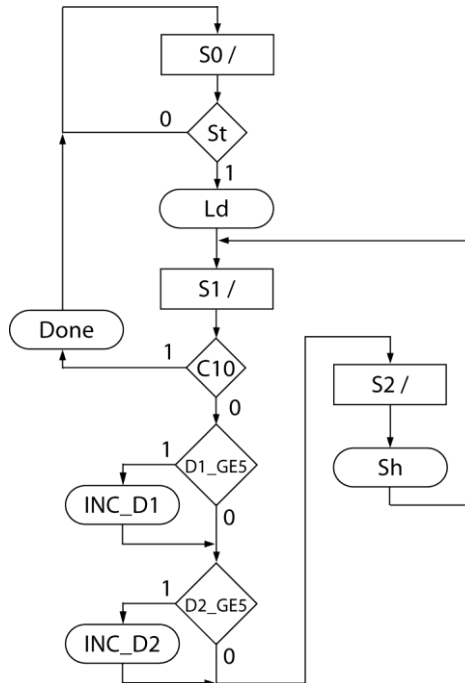 S0 /
0
St
1
Ld
S1 /
Done
1
C10
0
S2 /
1
D1_GE5
Sh
INC_D1
0
1
D2_GE5
INC_D2
0